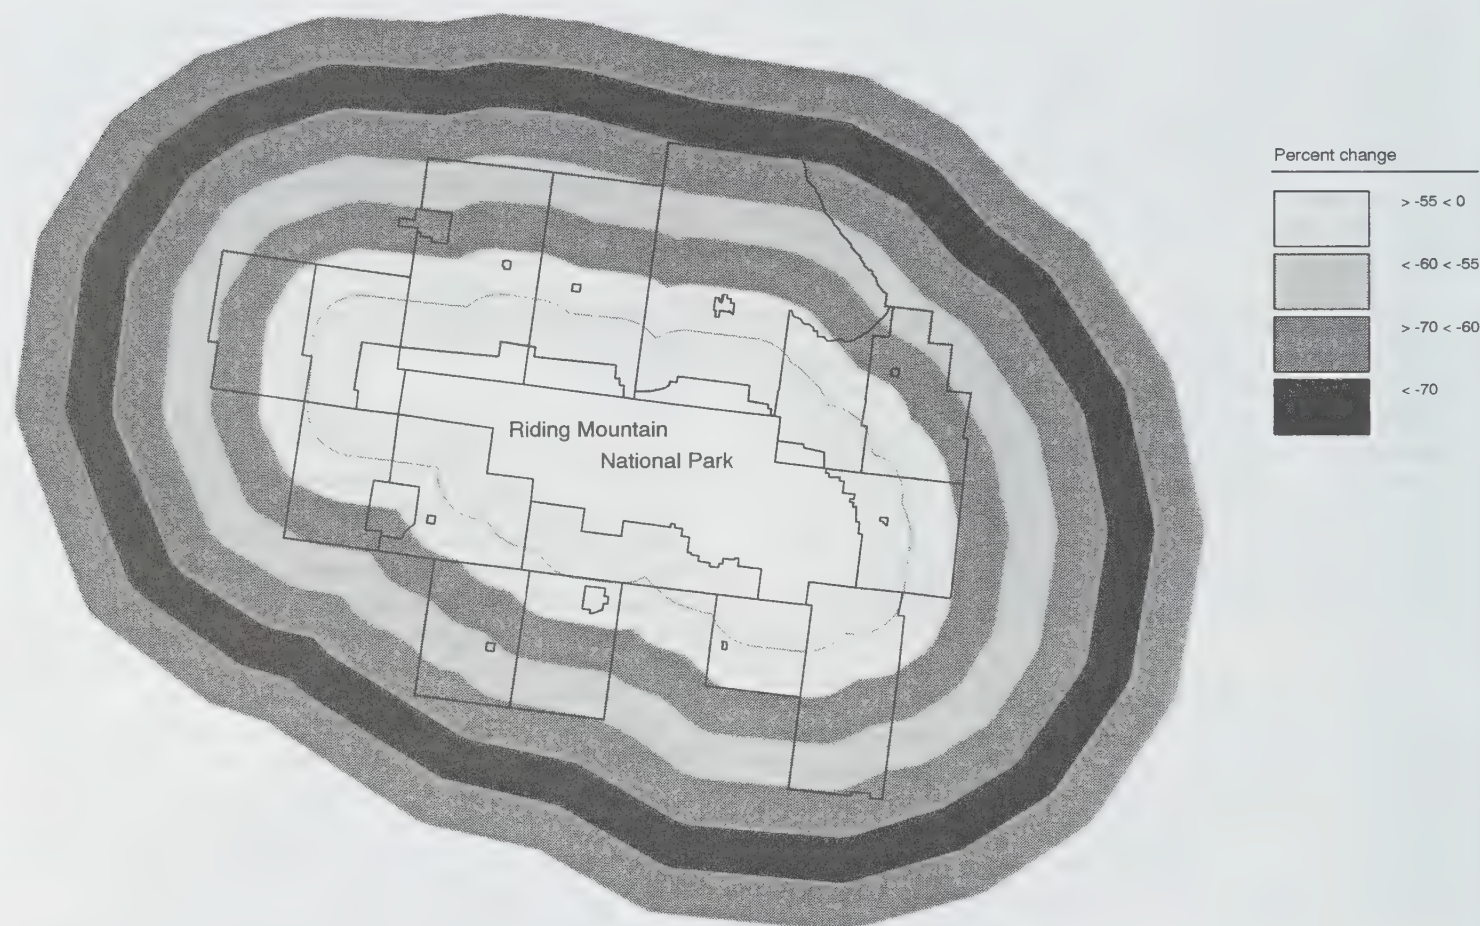 Percent change
> -55 < 0
< -60 < -55
> -70 < -60
< -70
Riding Mountain
National Park